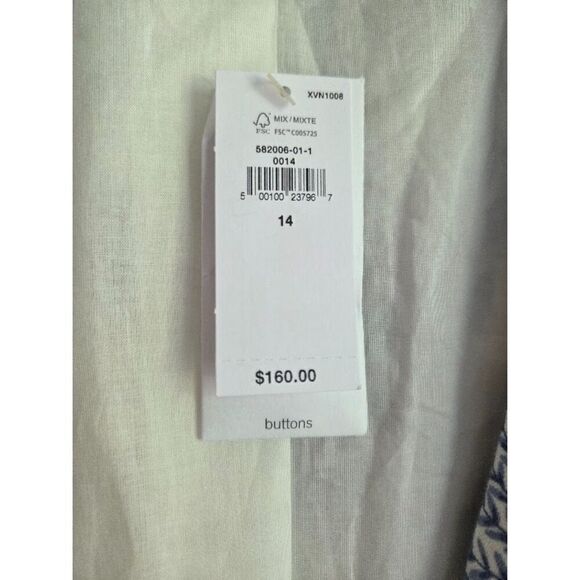 XVN1008
MIX / MIXTE
FSC FSC™ C005725
582006-01-1
0014
5 00100 23796 7
14
$160.00
buttons